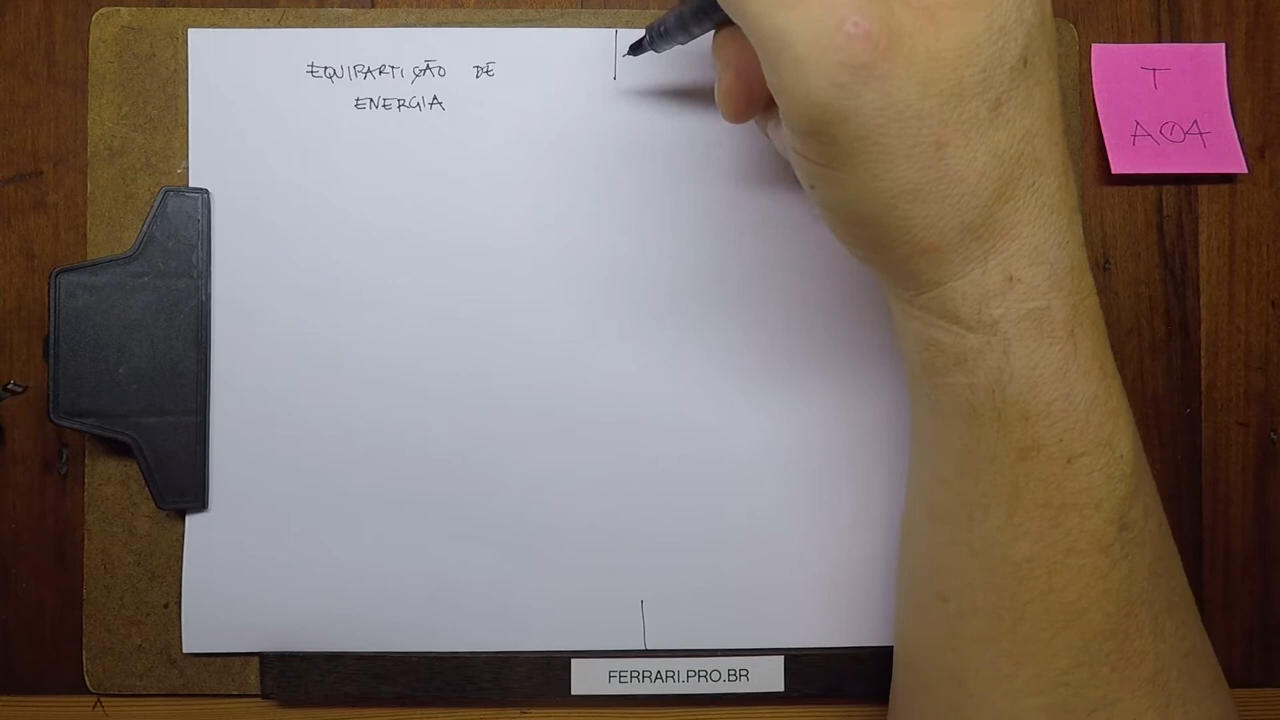 EQUIPARTIÇÃO DE
ENERGIA
T
A04
FERRARI.PRO.BR